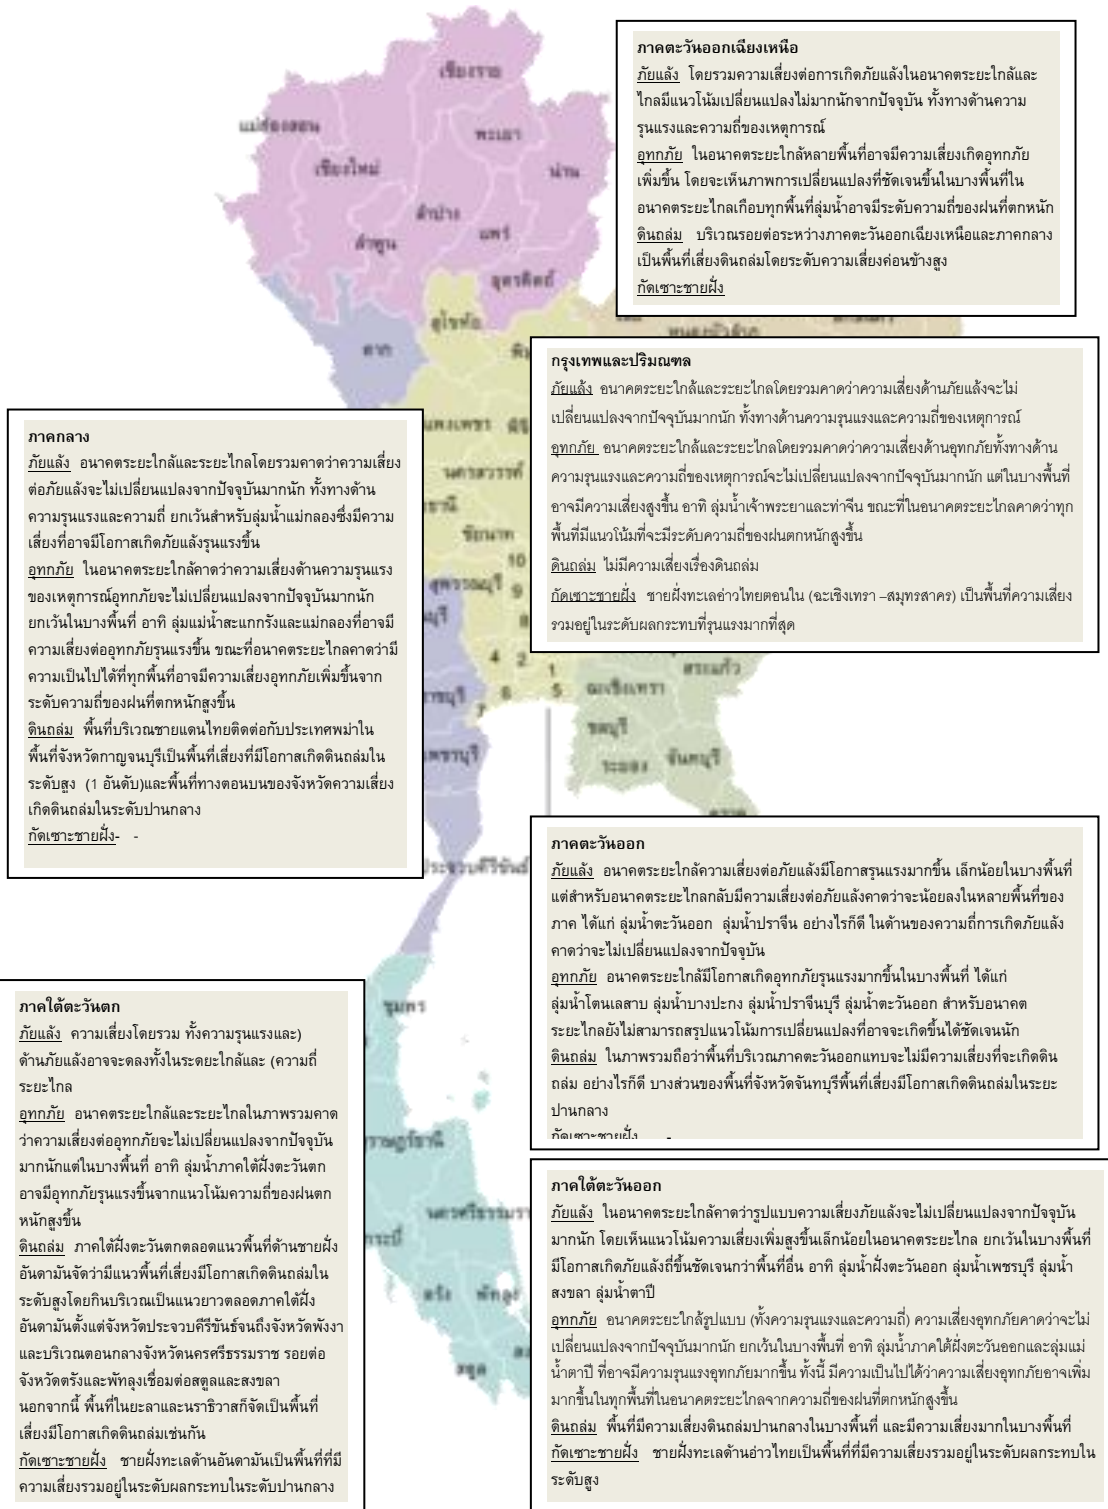 เชียงราย
แม่ฮ่องสอน
พะเยา
เชียงใหม่
น่าน
ลำปาง
แพร่
ลำพูน
อุตรดิตถ์
สุโขทัย
ตาก
ภาคตะวันออกเฉียงเหนือ
ภัยแล้ง โดยรวมความเสี่ยงต่อการเกิดภัยแล้งในอนาคตระยะใกล้และ
ไกลมีแนวโน้มเปลี่ยนแปลงไม่มากนักจากปัจจุบัน ทั้งทางด้านความ
รุนแรงและความถี่ของเหตุการณ์
อุทกภัย ในอนาคตระยะใกล้หลายพื้นที่อาจมีความเสี่ยงเกิดอุทกภัย
เพิ่มขึ้น โดยจะเห็นภาพการเปลี่ยนแปลงที่ชัดเจนขึ้นในบางพื้นที่ใน
อนาคตระยะไกลเกือบทุกพื้นที่ลุ่มน้ำอาจมีระดับความถี่ของฝนที่ตกหนัก
ดินถล่ม บริเวณรอยต่อระหว่างภาคตะวันออกเฉียงเหนือและภาคกลาง
เป็นพื้นที่เสี่ยงดินถล่มโดยระดับความเสี่ยงค่อนข้างสูง
กัดเซาะชายฝั่ง
หนองบัวลำภู
กรุงเทพและปริมณฑล
ภัยแล้ง อนาคตระยะใกล้และระยะไกลโดยรวมคาดว่าความเสี่ยงด้านภัยแล้งจะไม่
เปลี่ยนแปลงจากปัจจุบันมากนัก ทั้งทางด้านความรุนแรงและความถี่ของเหตุการณ์
อุทกภัย อนาคตระยะใกล้และระยะไกลโดยรวมคาดว่าความเสี่ยงด้านอุทกภัยทั้งทางด้าน
ความรุนแรงและความถี่ของเหตุการณ์จะไม่เปลี่ยนแปลงจากปัจจุบันมากนัก แต่ในบางพื้นที่
อาจมีความเสี่ยงสูงขึ้น อาทิ ลุ่มน้ำเจ้าพระยาและท่าจีน ขณะที่ในอนาคตระยะไกลคาดว่าทุก
พื้นที่มีแนวโน้มที่จะมีระดับความถี่ของฝนตกหนักสูงขึ้น
ดินถล่ม ไม่มีความเสี่ยงเรื่องดินถล่ม
กัดเซาะชายฝั่ง ชายฝั่งทะเลอ่าวไทยตอนใน (ฉะเชิงเทรา –สมุทรสาคร) เป็นพื้นที่ความเสี่ยง
รวมอยู่ในระดับผลกระทบที่รุนแรงมากที่สุด
ภาคกลาง
ภัยแล้ง อนาคตระยะใกล้และระยะไกลโดยรวมคาดว่าความเสี่ยง
ต่อภัยแล้งจะไม่เปลี่ยนแปลงจากปัจจุบันมากนัก ทั้งทางด้าน
ความรุนแรงและความถี่ ยกเว้นสำหรับลุ่มน้ำแม่กลองซึ่งมีความ
เสี่ยงที่อาจมีโอกาสเกิดภัยแล้งรุนแรงขึ้น
อุทกภัย ในอนาคตระยะใกล้คาดว่าความเสี่ยงด้านความรุนแรง
ของเหตุการณ์อุทกภัยจะไม่เปลี่ยนแปลงจากปัจจุบันมากนัก
ยกเว้นในบางพื้นที่ อาทิ ลุ่มแม่น้ำสะแกกรังและแม่กลองที่อาจมี
ความเสี่ยงต่ออุทกภัยรุนแรงขึ้น ขณะที่อนาคตระยะไกลคาดว่ามี
ความเป็นไปได้ที่ทุกพื้นที่อาจมีความเสี่ยงอุทกภัยเพิ่มขึ้นจาก
ระดับความถี่ของฝนที่ตกหนักสูงขึ้น
ดินถล่ม พื้นที่บริเวณชายแดนไทยติดต่อกับประเทศพม่าใน
พื้นที่จังหวัดกาญจนบุรีเป็นพื้นที่เสี่ยงที่มีโอกาสเกิดดินถล่มใน
ระดับสูง (1 อันดับ)และพื้นที่ทางตอนบนของจังหวัดความเสี่ยง
เกิดดินถล่มในระดับปานกลาง
กัดเซาะชายฝั่ง- -
นครสวรรค์
ชัยนาท
10
สุพรรณบุรี 9
4 2 1
6 5
7
สระแก้ว
ฉะเชิงเทรา
ชลบุรี
ระยอง จันทบุรี
ประจวบคีรีขันธ์
ภาคตะวันออก
ภัยแล้ง อนาคตระยะใกล้ความเสี่ยงต่อภัยแล้งมีโอกาสรุนแรงมากขึ้น เล็กน้อยในบางพื้นที่
แต่สำหรับอนาคตระยะไกลกลับมีความเสี่ยงต่อภัยแล้งคาดว่าจะน้อยลงในหลายพื้นที่ของ
ภาค ได้แก่ ลุ่มน้ำตะวันออก ลุ่มน้ำปราจีน อย่างไรก็ดี ในด้านของความถี่การเกิดภัยแล้ง
คาดว่าจะไม่เปลี่ยนแปลงจากปัจจุบัน
อุทกภัย อนาคตระยะใกล้มีโอกาสเกิดอุทกภัยรุนแรงมากขึ้นในบางพื้นที่ ได้แก่
ลุ่มน้ำโตนเลสาบ ลุ่มน้ำบางปะกง ลุ่มน้ำปราจีนบุรี ลุ่มน้ำตะวันออก สำหรับอนาคต
ระยะไกลยังไม่สามารถสรุปแนวโน้มการเปลี่ยนแปลงที่อาจจะเกิดขึ้นได้ชัดเจนนัก
ดินถล่ม ในภาพรวมถือว่าพื้นที่บริเวณภาคตะวันออกแทบจะไม่มีความเสี่ยงที่จะเกิดดิน
ถล่ม อย่างไรก็ดี บางส่วนของพื้นที่จังหวัดจันทบุรีพื้นที่เสี่ยงมีโอกาสเกิดดินถล่มในระยะ
ปานกลาง
กัดเซาะชายฝั่ง -
ภาคใต้ตะวันตก
ภัยแล้ง ความเสี่ยงโดยรวม ทั้งความรุนแรงและ)
ด้านภัยแล้งอาจจะดลงทั้งในระดยะใกล้และ (ความถี่
ระยะไกล
อุทกภัย อนาคตระยะใกล้และระยะไกลในภาพรวมคาด
ว่าความเสี่ยงต่ออุทกภัยจะไม่เปลี่ยนแปลงจากปัจจุบัน
มากนักแต่ในบางพื้นที่ อาทิ ลุ่มน้ำภาคใต้ฝั่งตะวันตก
อาจมีอุทกภัยรุนแรงขึ้นจากแนวโน้มความถี่ของฝนตก
หนักสูงขึ้น
ดินถล่ม ภาคใต้ฝั่งตะวันตกตลอดแนวพื้นที่ด้านชายฝั่ง
อันดามันจัดว่ามีแนวพื้นที่เสี่ยงมีโอกาสเกิดดินถล่มใน
ระดับสูงโดยกินบริเวณเป็นแนวยาวตลอดภาคใต้ฝั่ง
อันดามันตั้งแต่จังหวัดประจวบคีรีขันธ์จนถึงจังหวัดพังงา
และบริเวณตอนกลางจังหวัดนครศรีธรรมราช รอยต่อ
จังหวัดตรังและพัทลุงเชื่อมต่อสตูลและสงขลา
นอกจากนี้ พื้นที่ในยะลาและนราธิวาสก็จัดเป็นพื้นที่
เสี่ยงมีโอกาสเกิดดินถล่มเช่นกัน
กัดเซาะชายฝั่ง ชายฝั่งทะเลด้านอันดามันเป็นพื้นที่ที่มี
ความเสี่ยงรวมอยู่ในระดับผลกระทบในระดับปานกลาง
ชุมพร
ตรัง พัทลุง
สตูล
ภาคใต้ตะวันออก
ภัยแล้ง ในอนาคตระยะใกล้คาดว่ารูปแบบความเสี่ยงภัยแล้งจะไม่เปลี่ยนแปลงจากปัจจุบัน
มากนัก โดยเห็นแนวโน้มความเสี่ยงเพิ่มสูงขึ้นเล็กน้อยในอนาคตระยะไกล ยกเว้นในบางพื้นที่
มีโอกาสเกิดภัยแล้งถี่ขึ้นชัดเจนกว่าพื้นที่อื่น อาทิ ลุ่มน้ำฝั่งตะวันออก ลุ่มน้ำเพชรบุรี ลุ่มน้ำ
สงขลา ลุ่มน้ำตาปี
อุทกภัย อนาคตระยะใกล้รูปแบบ (ทั้งความรุนแรงและความถี่) ความเสี่ยงอุทกภัยคาดว่าจะไม่
เปลี่ยนแปลงจากปัจจุบันมากนัก ยกเว้นในบางพื้นที่ อาทิ ลุ่มน้ำภาคใต้ฝั่งตะวันออกและลุ่มแม่
น้ำตาปี ที่อาจมีความรุนแรงอุทกภัยมากขึ้น ทั้งนี้ มีความเป็นไปได้ว่าความเสี่ยงอุทกภัยอาจเพิ่ม
มากขึ้นในทุกพื้นที่ในอนาคตระยะไกลจากความถี่ของฝนที่ตกหนักสูงขึ้น
ดินถล่ม พื้นที่มีความเสี่ยงดินถล่มปานกลางในบางพื้นที่ และมีความเสี่ยงมากในบางพื้นที่
กัดเซาะชายฝั่ง ชายฝั่งทะเลด้านอ่าวไทยเป็นพื้นที่ที่มีความเสี่ยงรวมอยู่ในระดับผลกระทบใน
ระดับสูง